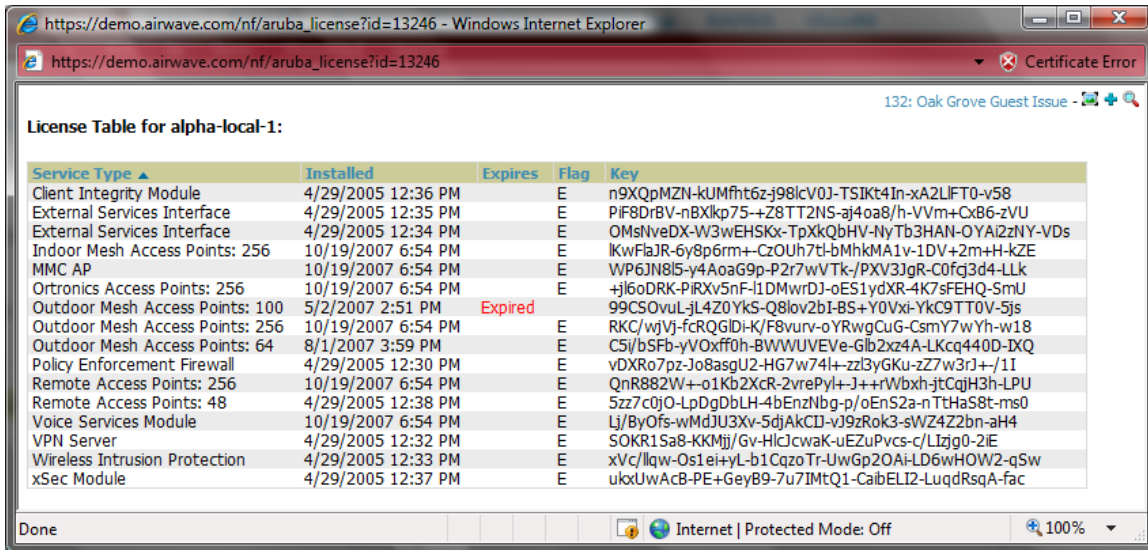 https://demo.airwave.com/nf/aruba_license?id=13246 - Windows Internet Explorer
https://demo.airwave.com/nf/aruba_license?id=13246 Certificate Error
132: Oak Grove Guest Issue -
License Table for alpha-local-1:
Service Type ▲ Installed Expires Flag Key
Client Integrity Module 4/29/2005 12:36 PM E n9XQpMZN-kUMfht6z-j98lcV0J-TSIKt4In-xA2LlFT0-v58
External Services Interface 4/29/2005 12:35 PM E PiF8DrBV-nBXlkp75-+Z8TT2NS-aj4oa8/h-VVm+CxB6-zVU
External Services Interface 4/29/2005 12:34 PM E OMsNveDX-W3wEHSKx-TpXkQbHV-NyTb3HAN-OYAi2zNY-VDs
Indoor Mesh Access Points: 256 10/19/2007 6:54 PM E lKwFlaJR-6y8p6rm+-CzOUh7tl-bMhkMA1v-1DV+2m+H-kZE
MMC AP 10/19/2007 6:54 PM E WP6JN8l5-y4AoaG9p-P2r7wVTk-/PXV3JgR-C0fcj3d4-LLk
Ortronics Access Points: 256 10/19/2007 6:54 PM E +jl6oDRK-PiRXv5nF-l1DMwrDJ-oES1ydXR-4K7sFEHQ-SmU
Outdoor Mesh Access Points: 100 5/2/2007 2:51 PM Expired 99CSOvuL-jL4Z0YkS-Q8lov2bI-BS+Y0Vxi-YkC9TT0V-5js
Outdoor Mesh Access Points: 256 10/19/2007 6:54 PM E RKC/wjVj-fcRQGlDi-K/F8vurv-oYRwgCuG-CsmY7wYh-w18
Outdoor Mesh Access Points: 64 8/1/2007 3:59 PM E C5i/bSFb-yVOxff0h-BWWUVEVe-Glb2xz4A-LKcq440D-IXQ
Policy Enforcement Firewall 4/29/2005 12:30 PM E vDXRo7pz-Jo8asgU2-HG7w74l+-zzl3yGKu-zZ7w3rJ+-/1I
Remote Access Points: 256 10/19/2007 6:54 PM E QnR882W+-o1Kb2XcR-2vrePyl+-J++rWbxh-jtCqjH3h-LPU
Remote Access Points: 48 4/29/2005 12:38 PM E 5zz7c0jO-LpDgDbLH-4bEnzNbg-p/oEnS2a-nTtHaS8t-ms0
Voice Services Module 10/19/2007 6:54 PM E Lj/ByOfs-wMdJU3Xv-5djAkCIJ-vJ9zRok3-sWZ4Z2bn-aH4
VPN Server 4/29/2005 12:32 PM E SOKR1Sa8-KKMjj/Gv-HlcJcwaK-uEZuPvcs-c/LIzjg0-2iE
Wireless Intrusion Protection 4/29/2005 12:33 PM E xVc/llqw-Os1ei+yL-b1CqzoTr-UwGp2OAi-LD6wHOW2-qSw
xSec Module 4/29/2005 12:37 PM E ukxUwAcB-PE+GeyB9-7u7IMtQ1-CaibELI2-LuqdRsqA-fac
Done Internet | Protected Mode: Off 100%